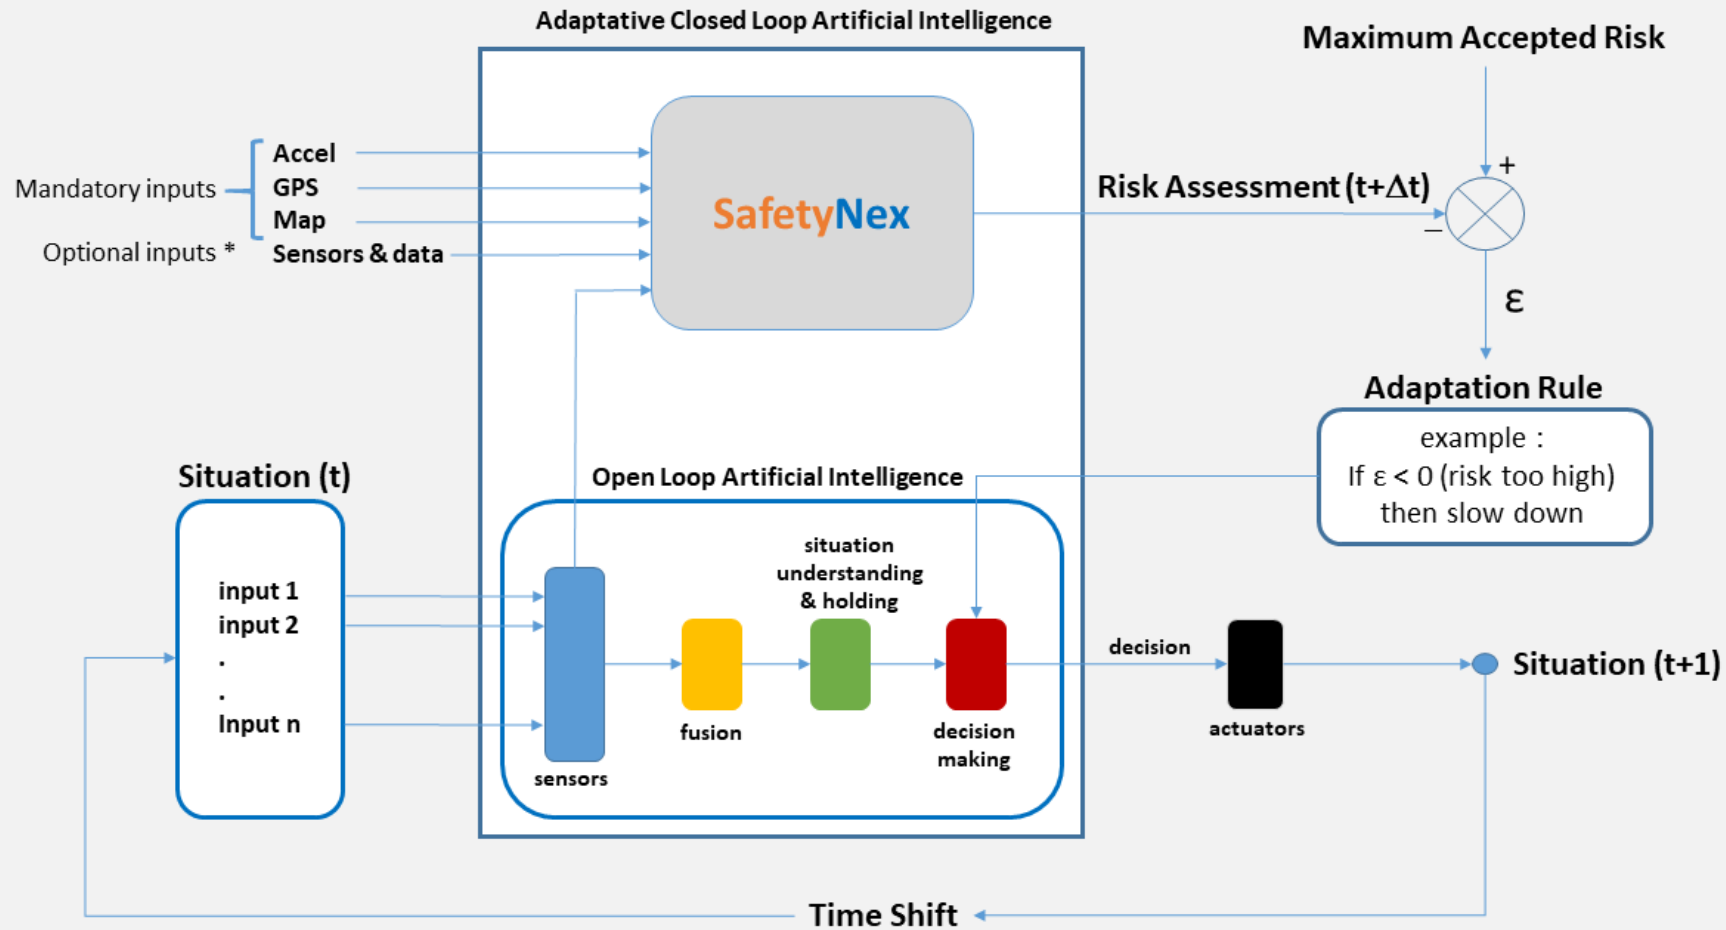 Adaptative Closed Loop Artificial Intelligence
Maximum Accepted Risk
Mandatory inputs
Accel
GPS
Map
Optional inputs *
Sensors & data
SafetyNex
Risk Assessment (t+Δt)
+
–
ε
Adaptation Rule
example :
If ε < 0 (risk too high)
then slow down
Situation (t)
input 1
input 2
.
.
Input n
Open Loop Artificial Intelligence
sensors
fusion
situation
understanding
& holding
decision
making
decision
actuators
Situation (t+1)
Time Shift